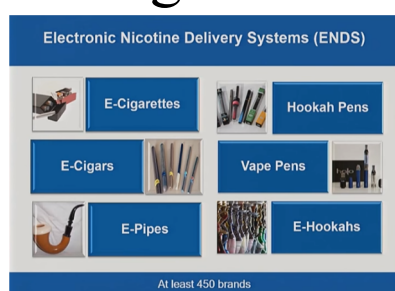 Electronic Nicotine Delivery Systems (ENDS)
E-Cigarettes
Hookah Pens
E-Cigars
Vape Pens
E-Pipes
E-Hookahs
At least 450 brands